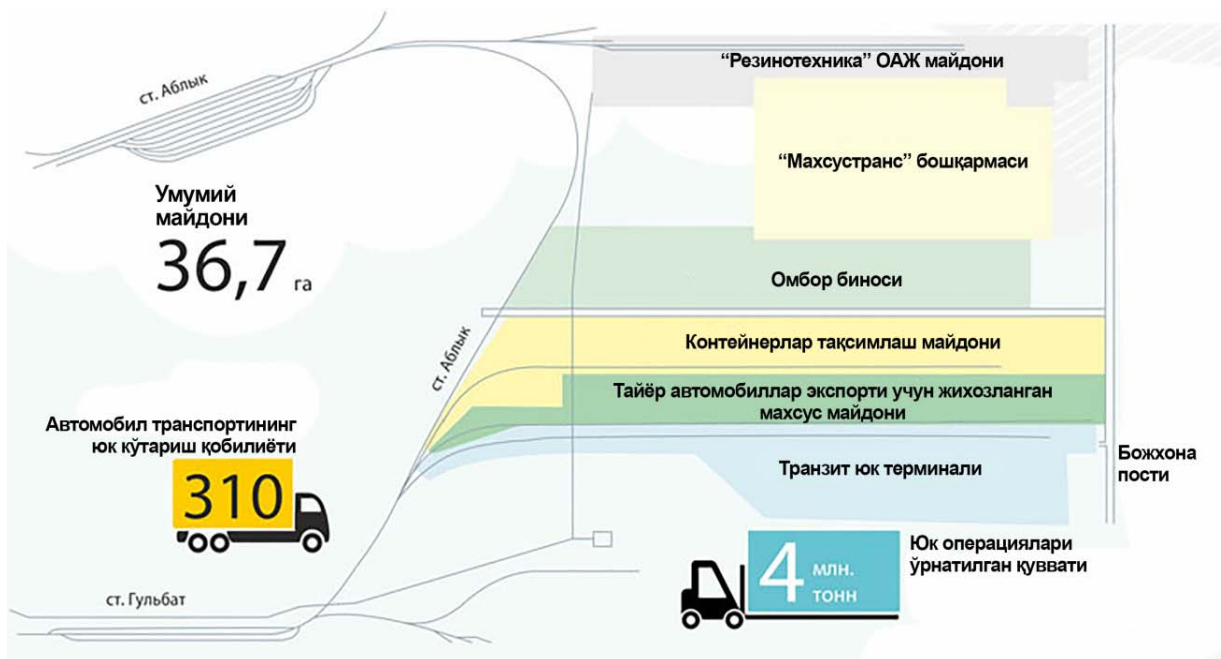 “Резинотехника” ОАЖ майдони
ст. Аблык
“Махсустранс” бошқармаси
Умумий
майдони
36,7 га
Омбор биноси
ст. Аблык
Контейнерлар тақсимлаш майдони
Тайёр автомобиллар экспорти учун жихозланган
махсус майдони
Автомобил транспортининг
юк кўтариш қобилиёти
310
Транзит юк терминали
Божхона
пости
4 млн.
тонн
Юк операциялари
ўрнатилган қуввати
ст. Гульбат